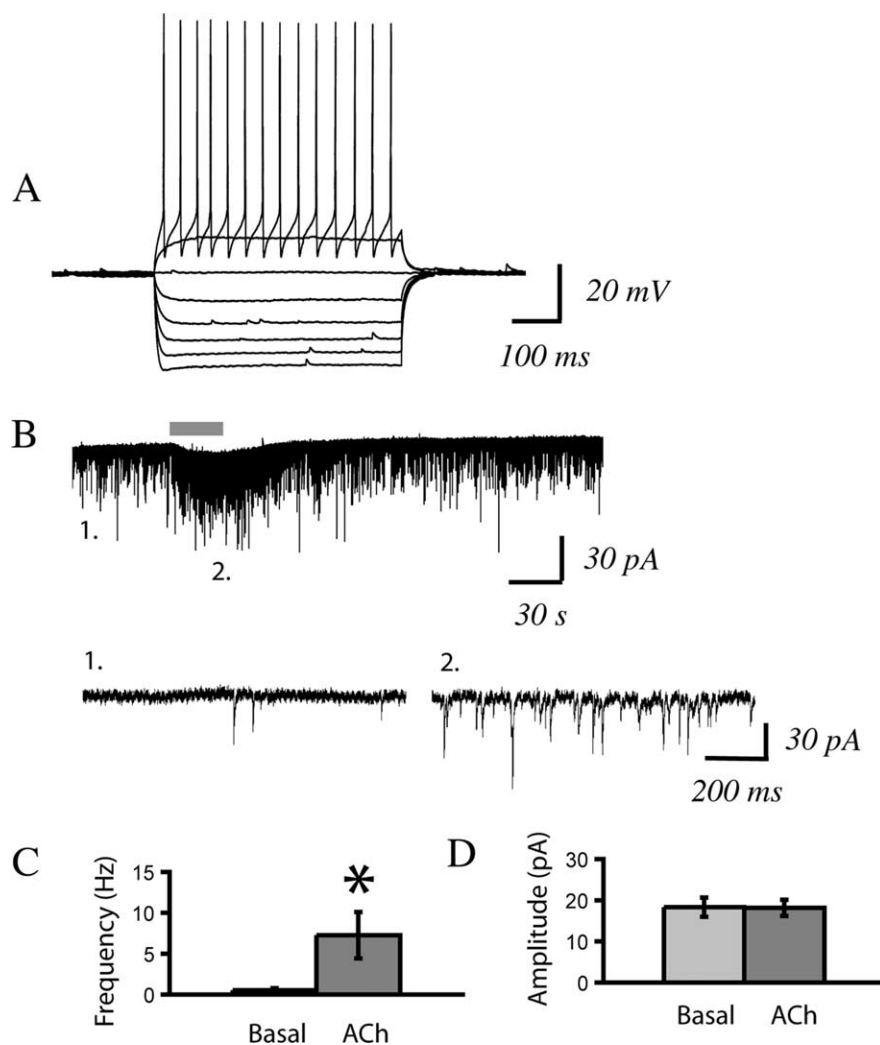 A
20 mV
100 ms
B
1.
2.
30 pA
30 s
1.
2.
30 pA
200 ms
C
Frequency (Hz)
15
10
5
0
*
Basal
ACh
D
Amplitude (pA)
30
20
10
0
Basal
ACh